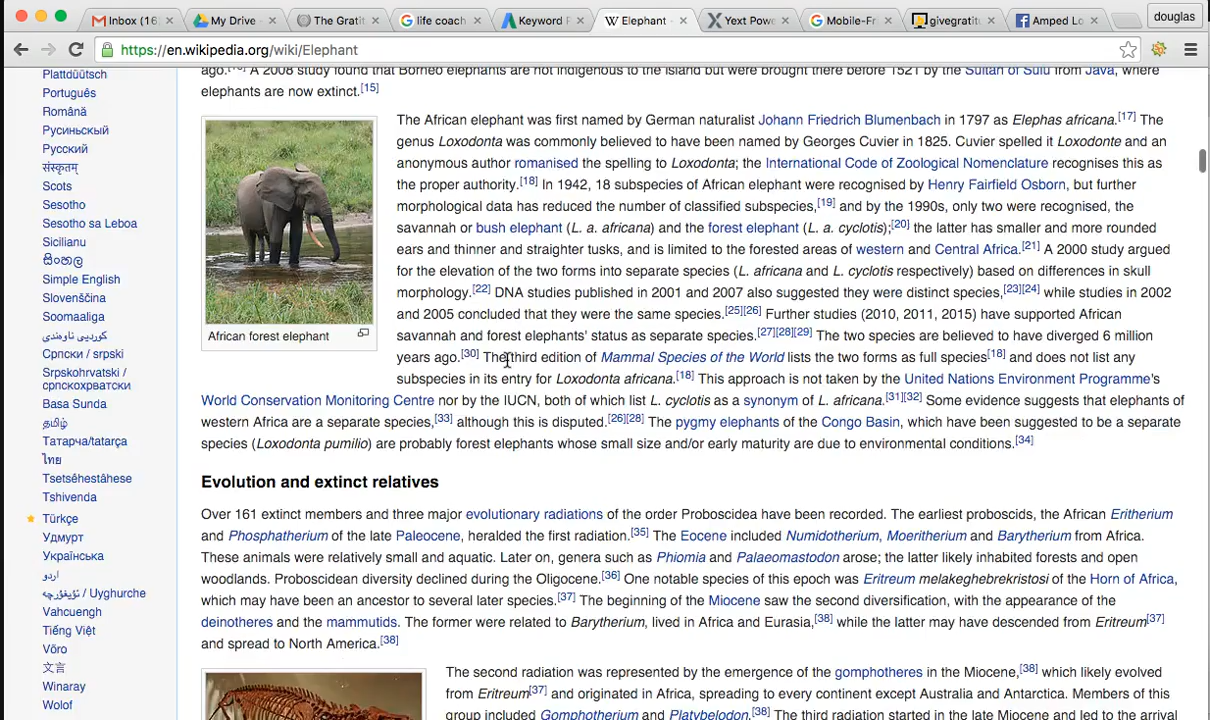 Inbox (16
My Drive -
The Gratit
life coach
Keyword P
Elephant -
Yext Powe
Mobile-Fr
givegratitu
Amped Lo
douglas
https://en.wikipedia.org/wiki/Elephant
Plattdüütsch
Português
Română
Русиньскый
Русский
संस्कृतम्
Scots
Sesotho
Sesotho sa Leboa
Sicilianu
සිංහල
Simple English
Slovenščina
Soomaaliga
کوردیی ناوەندی
Српски / srpski
Srpskohrvatski /
српскохрватски
Basa Sunda
தமிழ்
Татарча/tatarça
ไทย
Tsetsêhestâhese
Tshivenda
Türkçe
Удмурт
Українська
اردو
ئۇيغۇرچە / Uyghurche
Vahcuengh
Tiếng Việt
Võro
文言
Winaray
Wolof
ago. A 2008 study found that Borneo elephants are not indigenous to the island but were brought there before 1521 by the Sultan of Sulu from Java, where
elephants are now extinct.[15]
African forest elephant
The African elephant was first named by German naturalist Johann Friedrich Blumenbach in 1797 as Elephas africana.[17] The
genus Loxodonta was commonly believed to have been named by Georges Cuvier in 1825. Cuvier spelled it Loxodonte and an
anonymous author romanised the spelling to Loxodonta; the International Code of Zoological Nomenclature recognises this as
the proper authority.[18] In 1942, 18 subspecies of African elephant were recognised by Henry Fairfield Osborn, but further
morphological data has reduced the number of classified subspecies,[19] and by the 1990s, only two were recognised, the
savannah or bush elephant (L. a. africana) and the forest elephant (L. a. cyclotis);[20] the latter has smaller and more rounded
ears and thinner and straighter tusks, and is limited to the forested areas of western and Central Africa.[21] A 2000 study argued
for the elevation of the two forms into separate species (L. africana and L. cyclotis respectively) based on differences in skull
morphology.[22] DNA studies published in 2001 and 2007 also suggested they were distinct species,[23][24] while studies in 2002
and 2005 concluded that they were the same species.[25][26] Further studies (2010, 2011, 2015) have supported African
savannah and forest elephants' status as separate species.[27][28][29] The two species are believed to have diverged 6 million
years ago.[30] The third edition of Mammal Species of the World lists the two forms as full species[18] and does not list any
subspecies in its entry for Loxodonta africana.[18] This approach is not taken by the United Nations Environment Programme's
World Conservation Monitoring Centre nor by the IUCN, both of which list L. cyclotis as a synonym of L. africana.[31][32] Some evidence suggests that elephants of
western Africa are a separate species,[33] although this is disputed.[26][28] The pygmy elephants of the Congo Basin, which have been suggested to be a separate
species (Loxodonta pumilio) are probably forest elephants whose small size and/or early maturity are due to environmental conditions.[34]
Evolution and extinct relatives
Over 161 extinct members and three major evolutionary radiations of the order Proboscidea have been recorded. The earliest proboscids, the African Eritherium
and Phosphatherium of the late Paleocene, heralded the first radiation.[35] The Eocene included Numidotherium, Moeritherium and Barytherium from Africa.
These animals were relatively small and aquatic. Later on, genera such as Phiomia and Palaeomastodon arose; the latter likely inhabited forests and open
woodlands. Proboscidean diversity declined during the Oligocene.[36] One notable species of this epoch was Eritreum melakeghebrekristosi of the Horn of Africa,
which may have been an ancestor to several later species.[37] The beginning of the Miocene saw the second diversification, with the appearance of the
deinotheres and the mammutids. The former were related to Barytherium, lived in Africa and Eurasia,[38] while the latter may have descended from Eritreum[37]
and spread to North America.[38]
The second radiation was represented by the emergence of the gomphotheres in the Miocene,[38] which likely evolved
from Eritreum[37] and originated in Africa, spreading to every continent except Australia and Antarctica. Members of this
group included Gomphotherium and Platybelodon.[38] The third radiation started in the late Miocene and led to the arrival